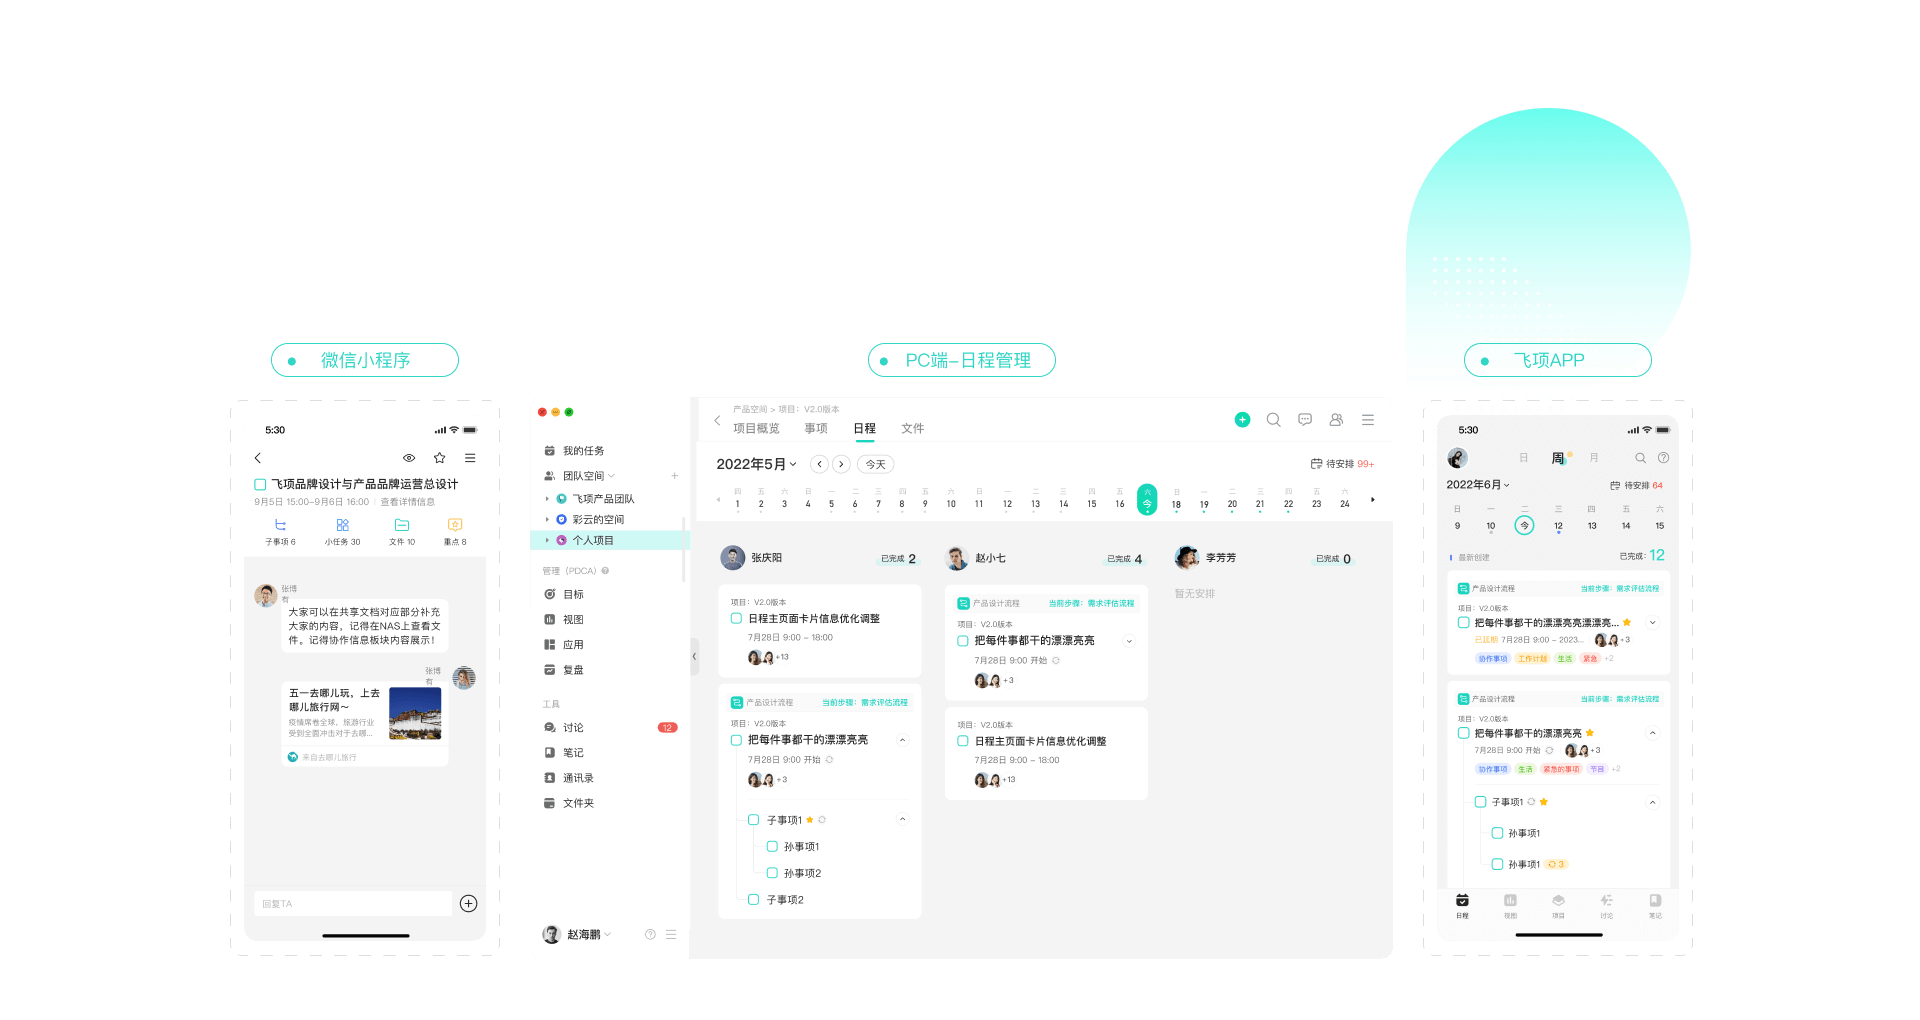 微信小程序
PC端-日程管理
飞项APP
5:30
飞项品牌设计与产品品牌运营总设计
9月5日 15:00~9月6日 16:00 | 查看详情信息
子事项 6
小任务 30
文件 10
重点 8
张博有
大家可以在共享文档对应部分补充
大家的内容，记得在NAS上查看文
件。记得协作信息板块内容展示！
张博有
五一去哪儿玩，上去
哪儿旅行网～
疫情席卷全球，旅游行业
受到全面冲击对于去哪...
来自去哪儿旅行
回复TA
我的任务
团队空间
飞项产品团队
彩云的空间
个人项目
管理（PDCA）
目标
视图
应用
复盘
工具
讨论
12
笔记
通讯录
文件夹
赵海鹏
产品空间 > 项目：V2.0版本
项目概览 事项 日程 文件
2022年5月
今天
待安排 99+
四 五 六 日 一 二 三 四 五 六 日 一 二 三 四 五 六 日 一 二 三 四 五 六
1 2 3 4 5 6 7 8 9 10 11 12 13 14 15 16 今 18 19 20 21 22 23 24
张庆阳
已完成 2
项目：V2.0版本
日程主页面卡片信息优化调整
7月28日 9:00 - 18:00
+13
产品设计流程
当前步骤：需求评估流程
项目：V2.0版本
把每件事都干的漂漂亮亮
7月28日 9:00 开始
+3
子事项1
孙事项1
孙事项2
子事项2
赵小七
已完成 4
产品设计流程
当前步骤：需求评估流程
项目：V2.0版本
把每件事都干的漂漂亮亮
7月28日 9:00 开始
+3
项目：V2.0版本
日程主页面卡片信息优化调整
7月28日 9:00 - 18:00
+13
李芳芳
已完成 0
暂无安排
5:30
日 周 月
2022年6月
待安排 64
日 一 二 三 四 五 六
9 10 今 12 13 14 15
最新创建
已完成：12
产品设计流程
当前步骤：需求评估流程
项目：V2.0版本
把每件事都干的漂漂亮亮漂漂亮...
已延期 7月28日 9:00 - 2023...
+3
协作事项 工作计划 生活 紧急 +2
产品设计流程
当前步骤：需求评估流程
项目：V2.0版本
把每件事都干的漂漂亮亮
7月28日 9:00 开始
+3
协作事项 生活 紧急的事项 节目 +2
子事项1
孙事项1
孙事项1
3
日程 视图 项目 讨论 笔记